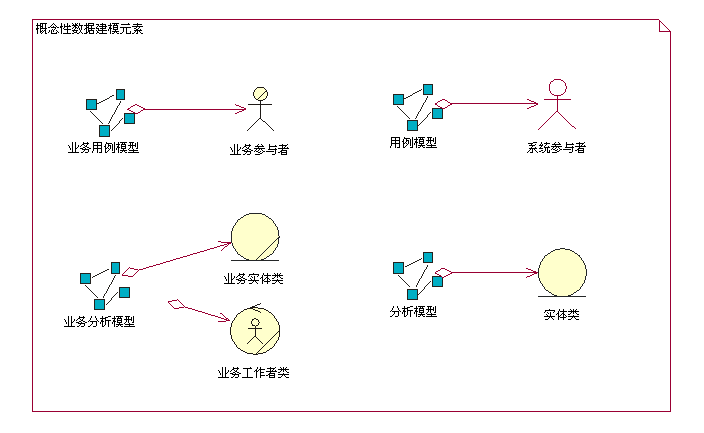 概念性数据建模元素
业务用例模型
业务参与者
用例模型
系统参与者
业务分析模型
业务实体类
业务工作者类
分析模型
实体类